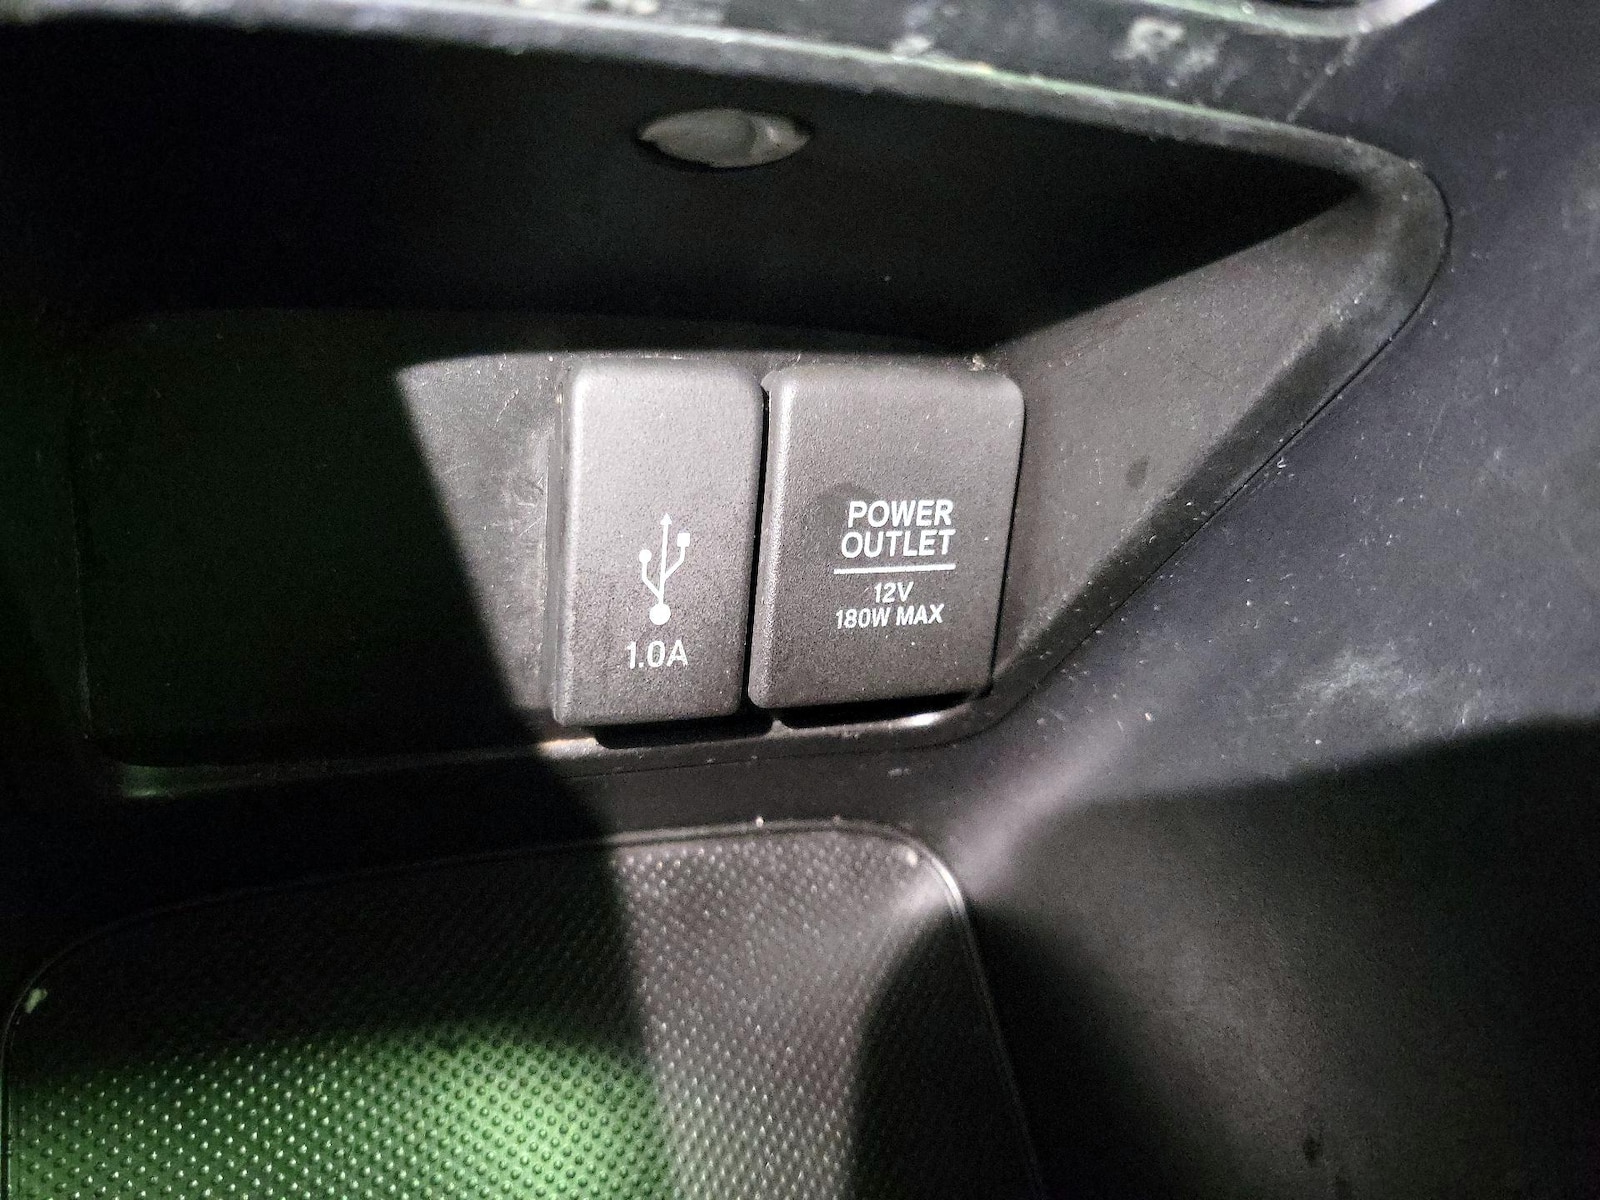 1.0A
POWER
OUTLET
12V
180W MAX